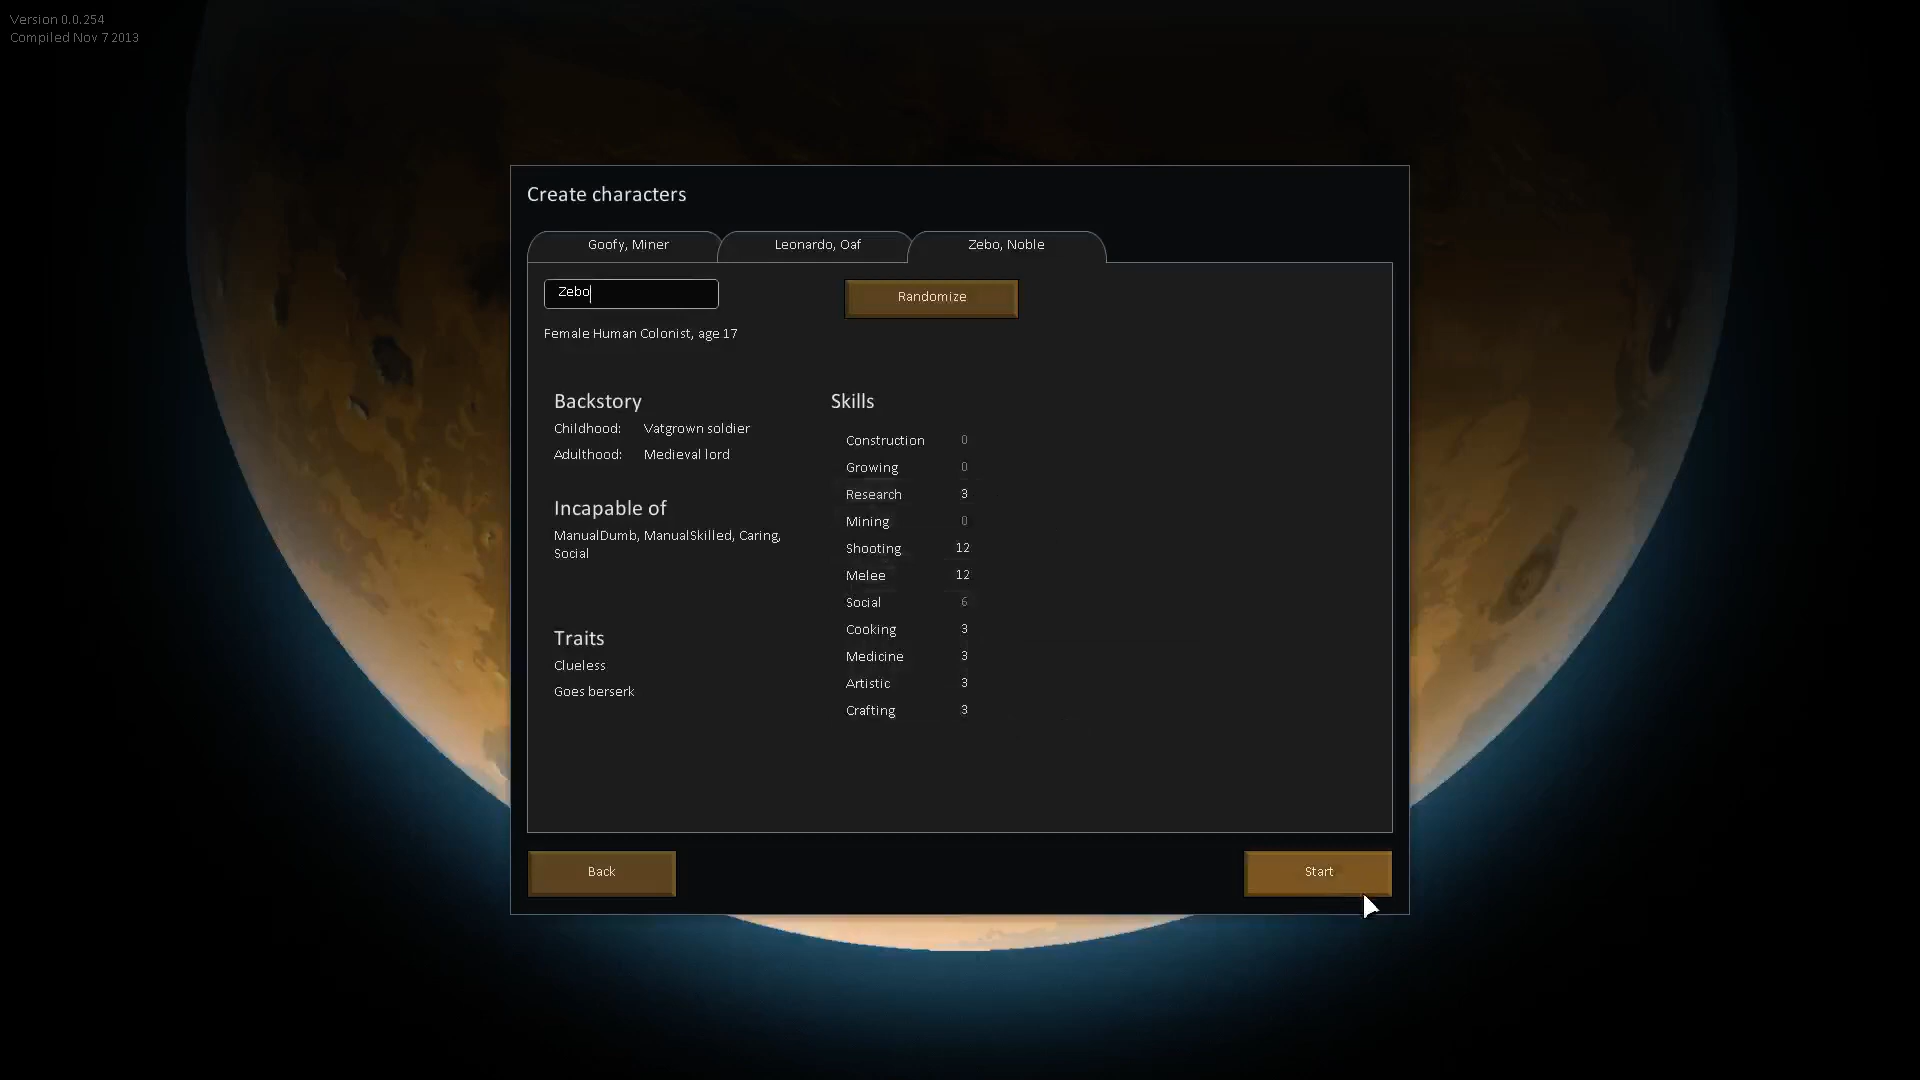 Version 0.0.254
Compiled Nov 7 2013
Create characters
Goofy, Miner
Leonardo, Oaf
Zebo, Noble
Zebo
Randomize
Female Human Colonist, age 17
Backstory
Childhood: Vatgrown soldier
Adulthood: Medieval lord
Incapable of
ManualDumb, ManualSkilled, Caring,
Social
Traits
Clueless
Goes berserk
Skills
Construction 0
Growing 0
Research 3
Mining 0
Shooting 12
Melee 12
Social 6
Cooking 3
Medicine 3
Artistic 3
Crafting 3
Back
Start